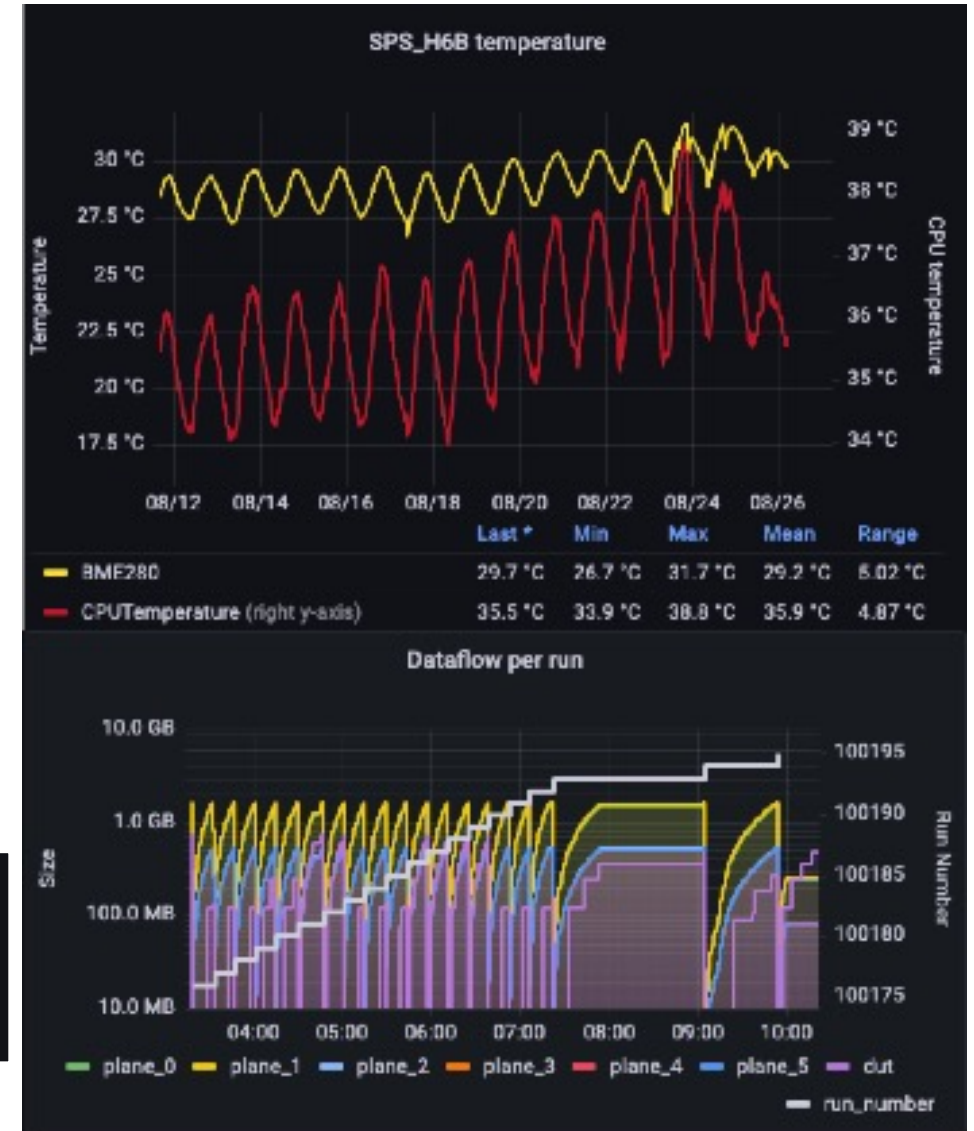 SPS_H6B temperature
39 °C
30 °C
38 °C
27.5 °C
37 °C
25 °C
36 °C
22.5 °C
35 °C
20 °C
34 °C
17.5 °C
Temperature
CPU temperature
08/12 08/14 08/16 08/18 08/20 08/22 08/24 08/26
Last * Min Max Mean Range
BME280 29.7 °C 26.7 °C 31.7 °C 29.2 °C 5.02 °C
CPUTemperature (right y-axis) 35.5 °C 33.9 °C 38.8 °C 35.9 °C 4.87 °C
Dataflow per run
10.0 GB
100195
1.0 GB
100190
100185
100.0 MB
100180
100175
10.0 MB
Size
Run Number
04:00 05:00 06:00 07:00 08:00 09:00 10:00
plane_0 plane_1 plane_2 plane_3 plane_4 plane_5 dut
run_number